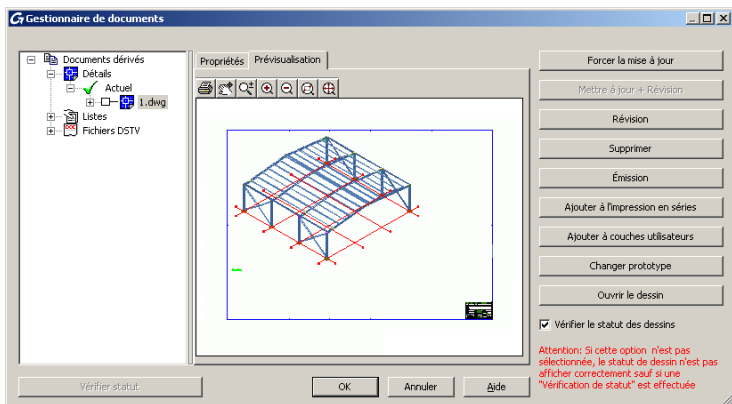 Gestionnaire de documents
Documents dérivés
Détails
Actuel
1.dwg
Listes
Fichiers DSTV
Propriétés
Prévisualisation
Forcer la mise à jour
Mettre à jour + Révision
Révision
Supprimer
Émission
Ajouter à l'impression en séries
Ajouter à couches utilisateurs
Changer prototype
Ouvrir le dessin
Vérifier le statut des dessins
Attention: Si cette option n'est pas
sélectionnée, le statut de dessin n'est pas
afficher correctement sauf si une
"Vérification de statut" est effectuée
Vérifier statut
OK
Annuler
Aide